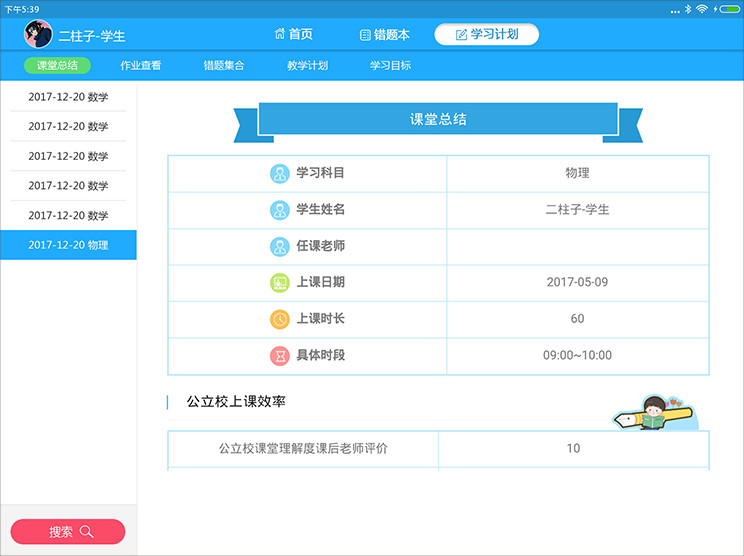 下午5:39
二柱子-学生
首页
错题本
学习计划
课堂总结
作业查看
错题集合
教学计划
学习目标
2017-12-20 数学
2017-12-20 数学
2017-12-20 数学
2017-12-20 数学
2017-12-20 数学
2017-12-20 物理
搜索
课堂总结
学习科目 物理
学生姓名 二柱子-学生
任课老师
上课日期 2017-05-09
上课时长 60
具体时段 09:00~10:00
公立校上课效率
公立校课堂理解度课后老师评价 10